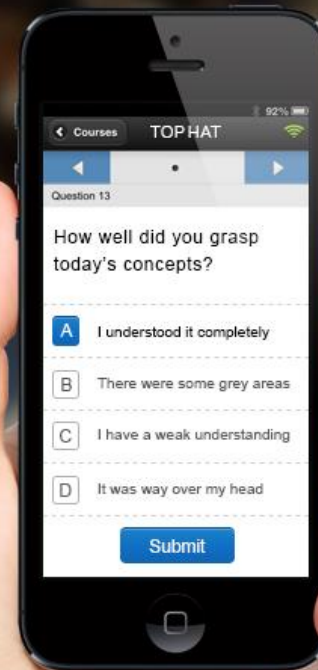 92%
Courses
TOP HAT
Question 13
How well did you grasp
today's concepts?
A I understood it completely
B There were some grey areas
C I have a weak understanding
D It was way over my head
Submit